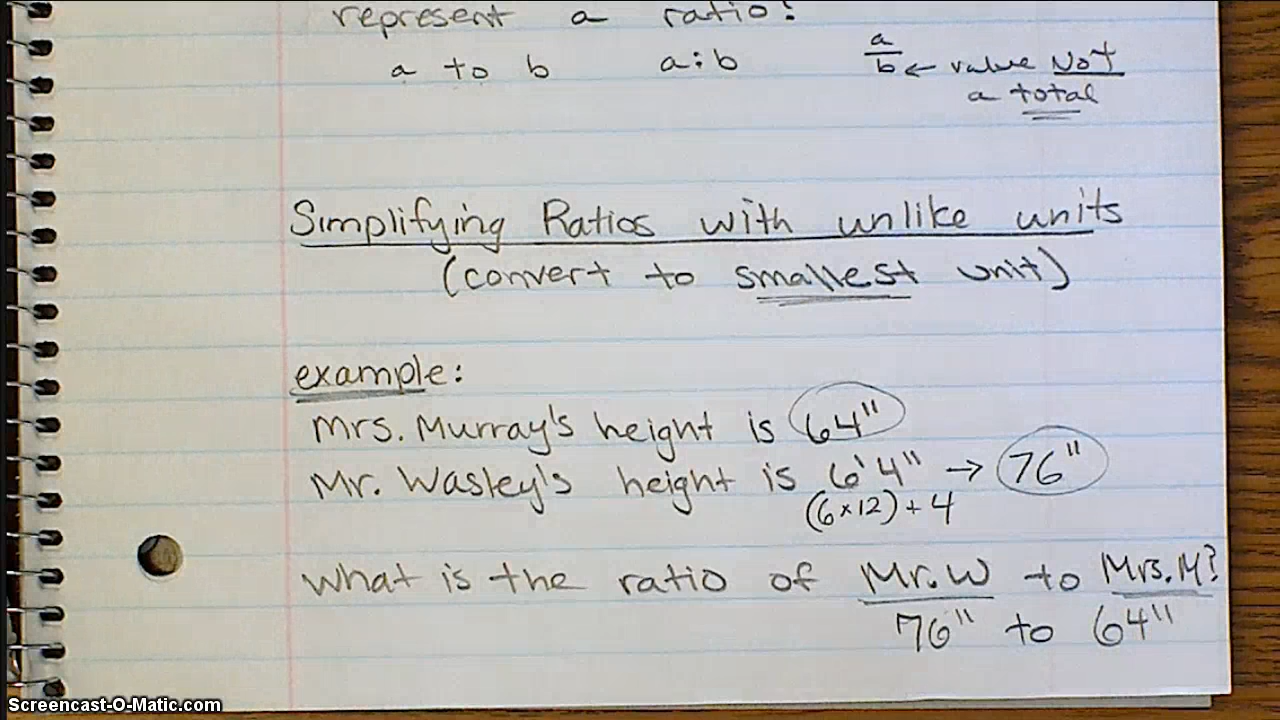 represent a ratio:
a to b a:b a/b ← value Not
a total
Simplifying Ratios with unlike units
(convert to smallest unit)
example:
Mrs. Murray's height is 64"
Mr. Wasley's height is 6'4" → 76"
(6×12)+4
What is the ratio of Mr. W to Mrs. M?
76" to 64"
Screencast-O-Matic.com